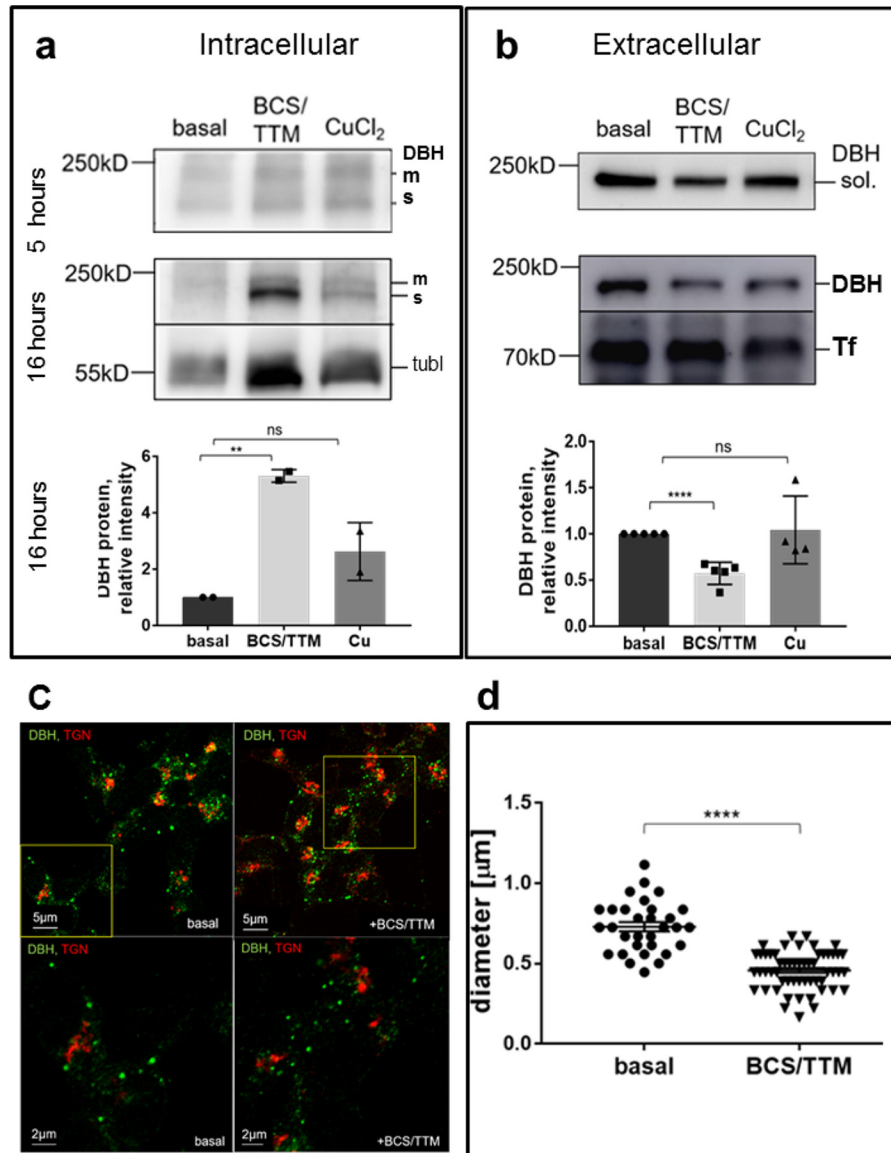 a Intracellular
basal BCS/ TTM CuCl₂
250kD
DBH
m
s
5 hours
250kD
m
s
16 hours
55kD
tubl
16 hours
DBH protein, relative intensity
6
4
2
0
ns
**
basal BCS/TTM Cu
b Extracellular
basal BCS/ TTM CuCl₂
250kD
DBH
sol.
250kD
DBH
70kD
Tf
DBH protein, relative intensity
2.0
1.5
1.0
0.5
0.0
ns
****
basal BCS/TTM Cu
c
DBH, TGN
5μm
basal
DBH, TGN
5μm
+BCS/TTM
DBH, TGN
2μm
basal
DBH, TGN
2μm
+BCS/TTM
d
diameter [μm]
1.5
1.0
0.5
0.0
****
basal BCS/TTM